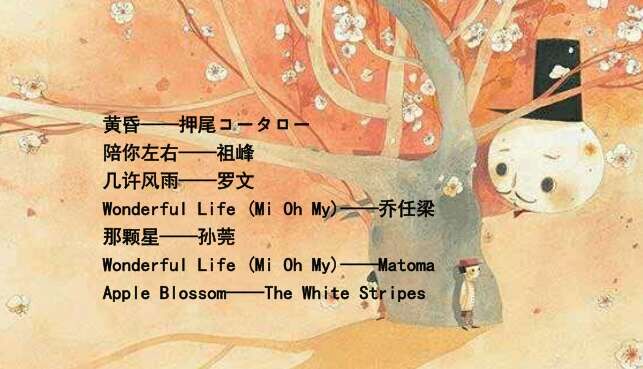 黄昏——押尾コータロー
陪你左右——祖峰
几许风雨——罗文
Wonderful Life (Mi Oh My)——乔任梁
那颗星——孙莞
Wonderful Life (Mi Oh My)——Matoma
Apple Blossom——The White Stripes